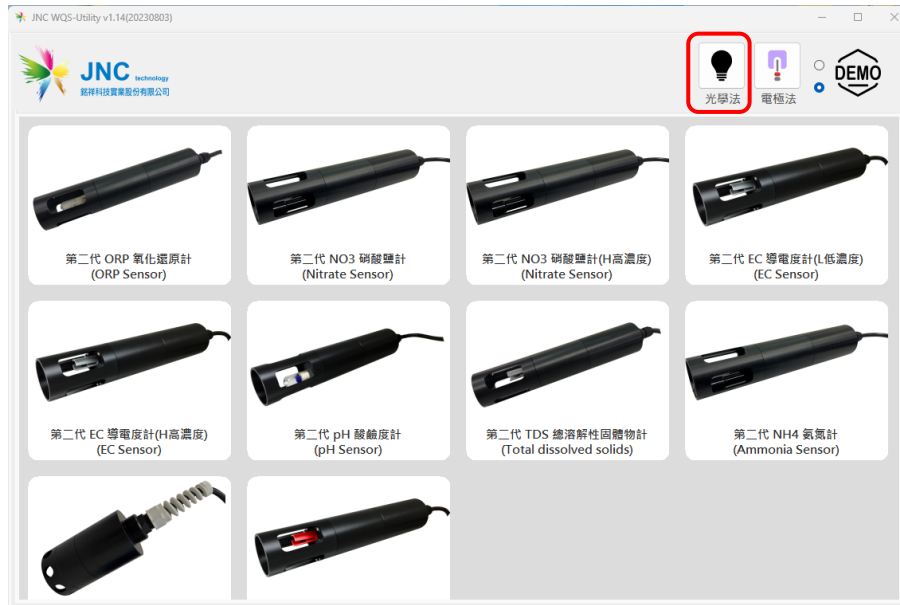 JNC WQS-Utility v1.14(20230803)
JNC technology
銘祥科技實業股份有限公司
光學法
電極法
DEMO
第二代 ORP 氧化還原計
(ORP Sensor)
第二代 NO3 硝酸鹽計
(Nitrate Sensor)
第二代 NO3 硝酸鹽計(H高濃度)
(Nitrate Sensor)
第二代 EC 導電度計(L低濃度)
(EC Sensor)
第二代 EC 導電度計(H高濃度)
(EC Sensor)
第二代 pH 酸鹼度計
(pH Sensor)
第二代 TDS 總溶解性固體物計
(Total dissolved solids)
第二代 NH4 氨氮計
(Ammonia Sensor)